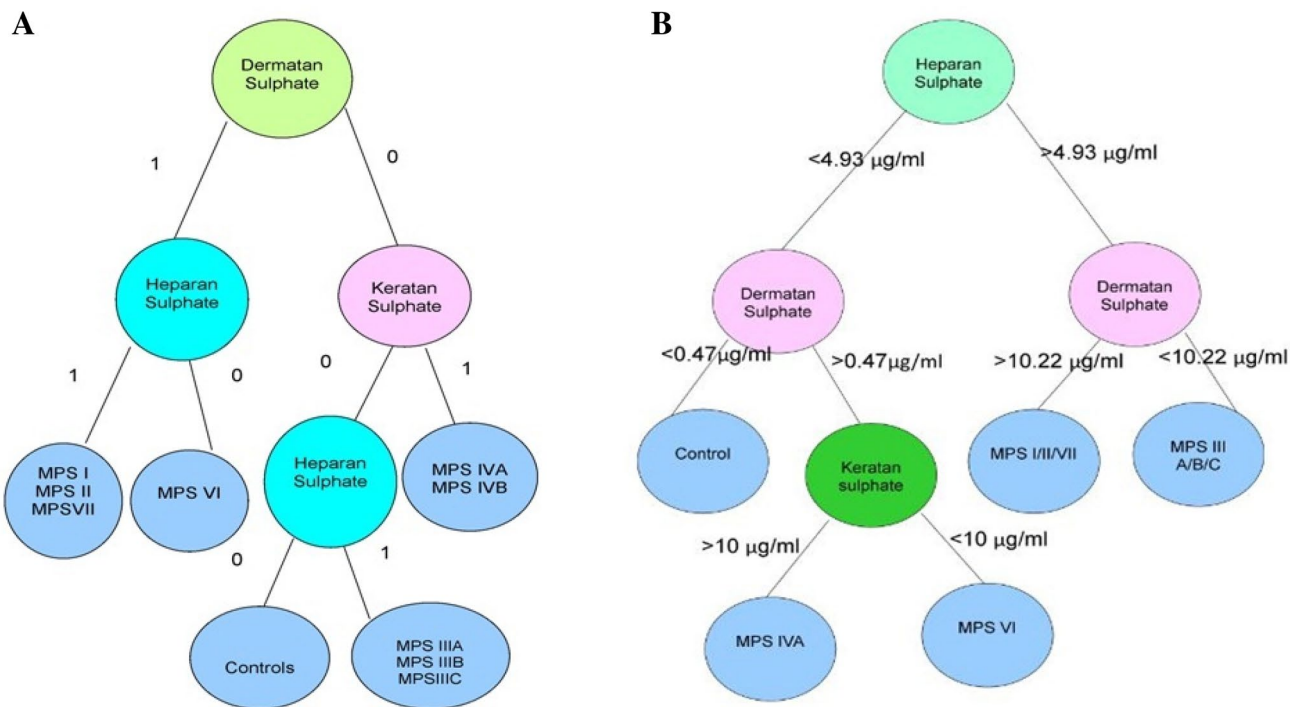 A
Dermatan
Sulphate
1
0
Heparan
Sulphate
Keratan
Sulphate
1
0
0
1
MPS I
MPS II
MPSVII
MPS VI
Heparan
Sulphate
MPS IVA
MPS IVB
0
1
Controls
MPS IIIA
MPS IIIB
MPSIIIC
B
Heparan
Sulphate
<4.93 µg/ml
>4.93 µg/ml
Dermatan
Sulphate
Dermatan
Sulphate
<0.47µg/ml
>0.47µg/ml
>10.22 µg/ml
<10.22 µg/ml
Control
Keratan
sulphate
MPS I/II/VII
MPS III
A/B/C
>10 µg/ml
<10 µg/ml
MPS IVA
MPS VI